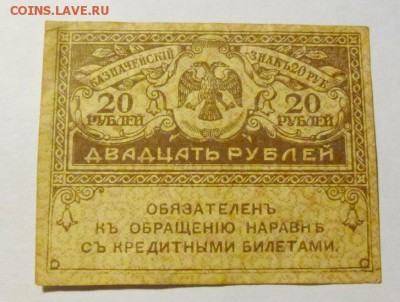 COINS.LAVE.RU
КАЗНАЧЕЙСКІЙ ЗНАКЪ 20 РУБ.
20 20
РУБЛЕЙ РУБЛЕЙ
ДВАДЦАТЬ РУБЛЕЙ
ОБЯЗАТЕЛЕНЪ
КЪ ОБРАЩЕНІЮ НАРАВНѢ
СЪ КРЕДИТНЫМИ БИЛЕТАМИ.